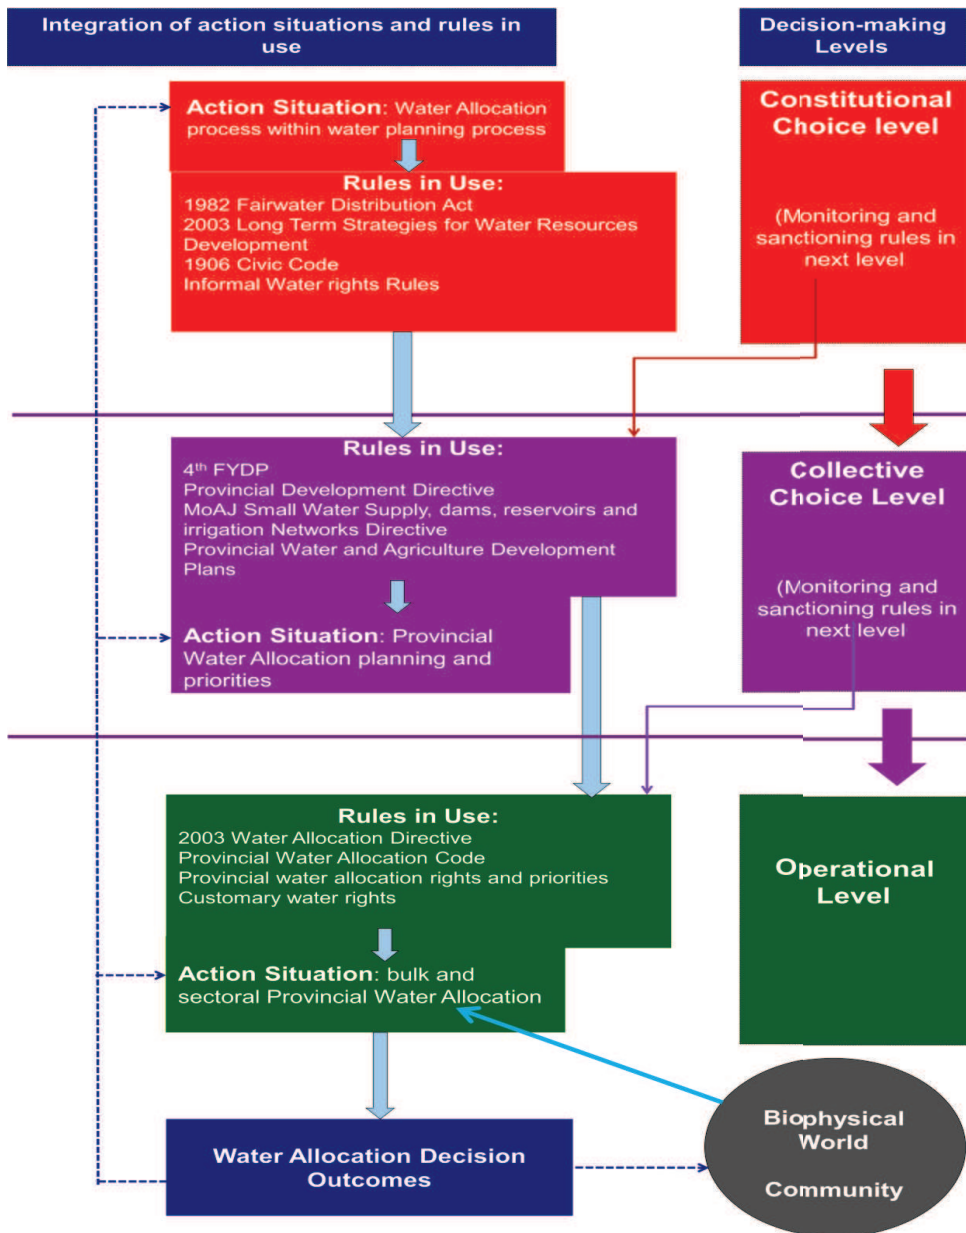 Integration of action situations and rules in
use
Decision-making
Levels
Action Situation: Water Allocation
process within water planning process
Rules in Use:
1982 Fairwater Distribution Act
2003 Long Term Strategies for Water Resources
Development
1906 Civic Code
Informal Water rights Rules
Constitutional
Choice level
(Monitoring and
sanctioning rules in
next level
Rules in Use:
4th FYDP
Provincial Development Directive
MoAJ Small Water Supply, dams, reservoirs and
irrigation Networks Directive
Provincial Water and Agriculture Development
Plans
Action Situation: Provincial
Water Allocation planning and
priorities
Collective
Choice Level
(Monitoring and
sanctioning rules in
next level
Rules in Use:
2003 Water Allocation Directive
Provincial Water Allocation Code
Provincial water allocation rights and priorities
Customary water rights
Action Situation: bulk and
sectoral Provincial Water Allocation
Operational
Level
Water Allocation Decision
Outcomes
Biophysical
World
Community